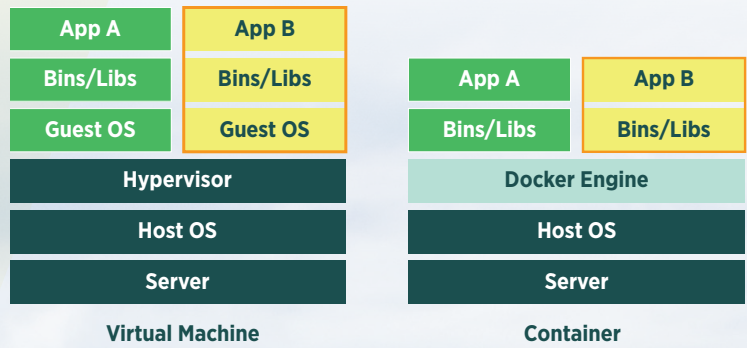 App A
App B
Bins/Libs
Bins/Libs
Guest OS
Guest OS
Hypervisor
Host OS
Server
Virtual Machine
App A
App B
Bins/Libs
Bins/Libs
Docker Engine
Host OS
Server
Container